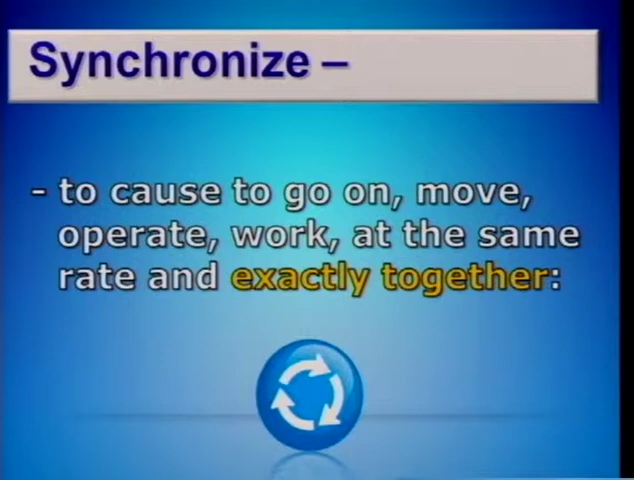 Synchronize –
- to cause to go on, move,
operate, work, at the same
rate and exactly together: